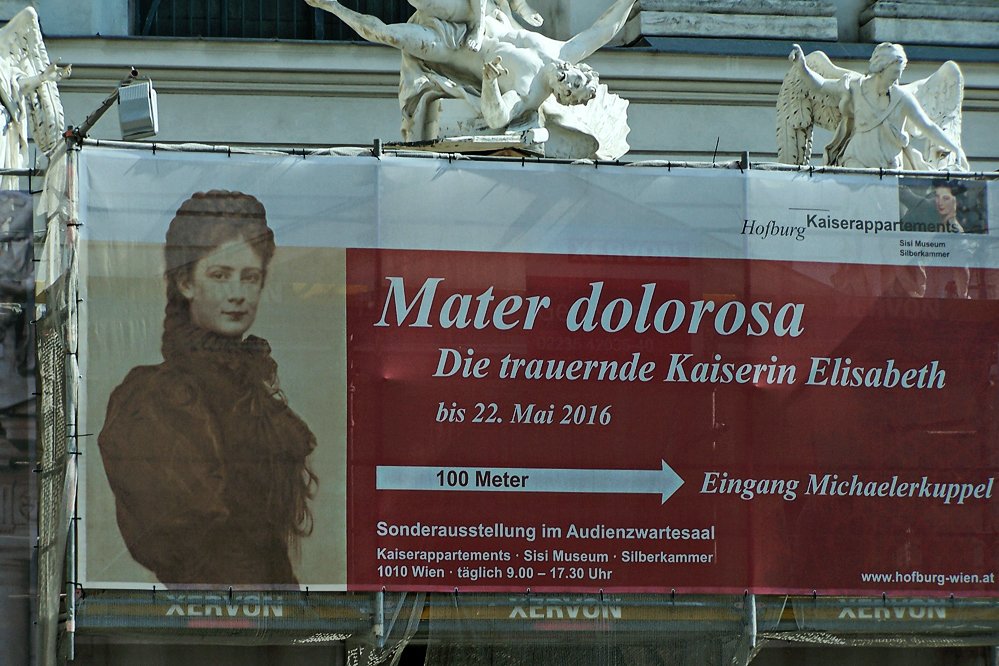 Hofburg Kaiserappartements
Sisi Museum
Silberkammer
Mater dolorosa
Die trauernde Kaiserin Elisabeth
bis 22. Mai 2016
100 Meter
Eingang Michaelerkuppel
Sonderausstellung im Audienzwartesaal
Kaiserappartements · Sisi Museum · Silberkammer
1010 Wien · täglich 9.00 – 17.30 Uhr
www.hofburg-wien.at
XERVON XERVON XERVON